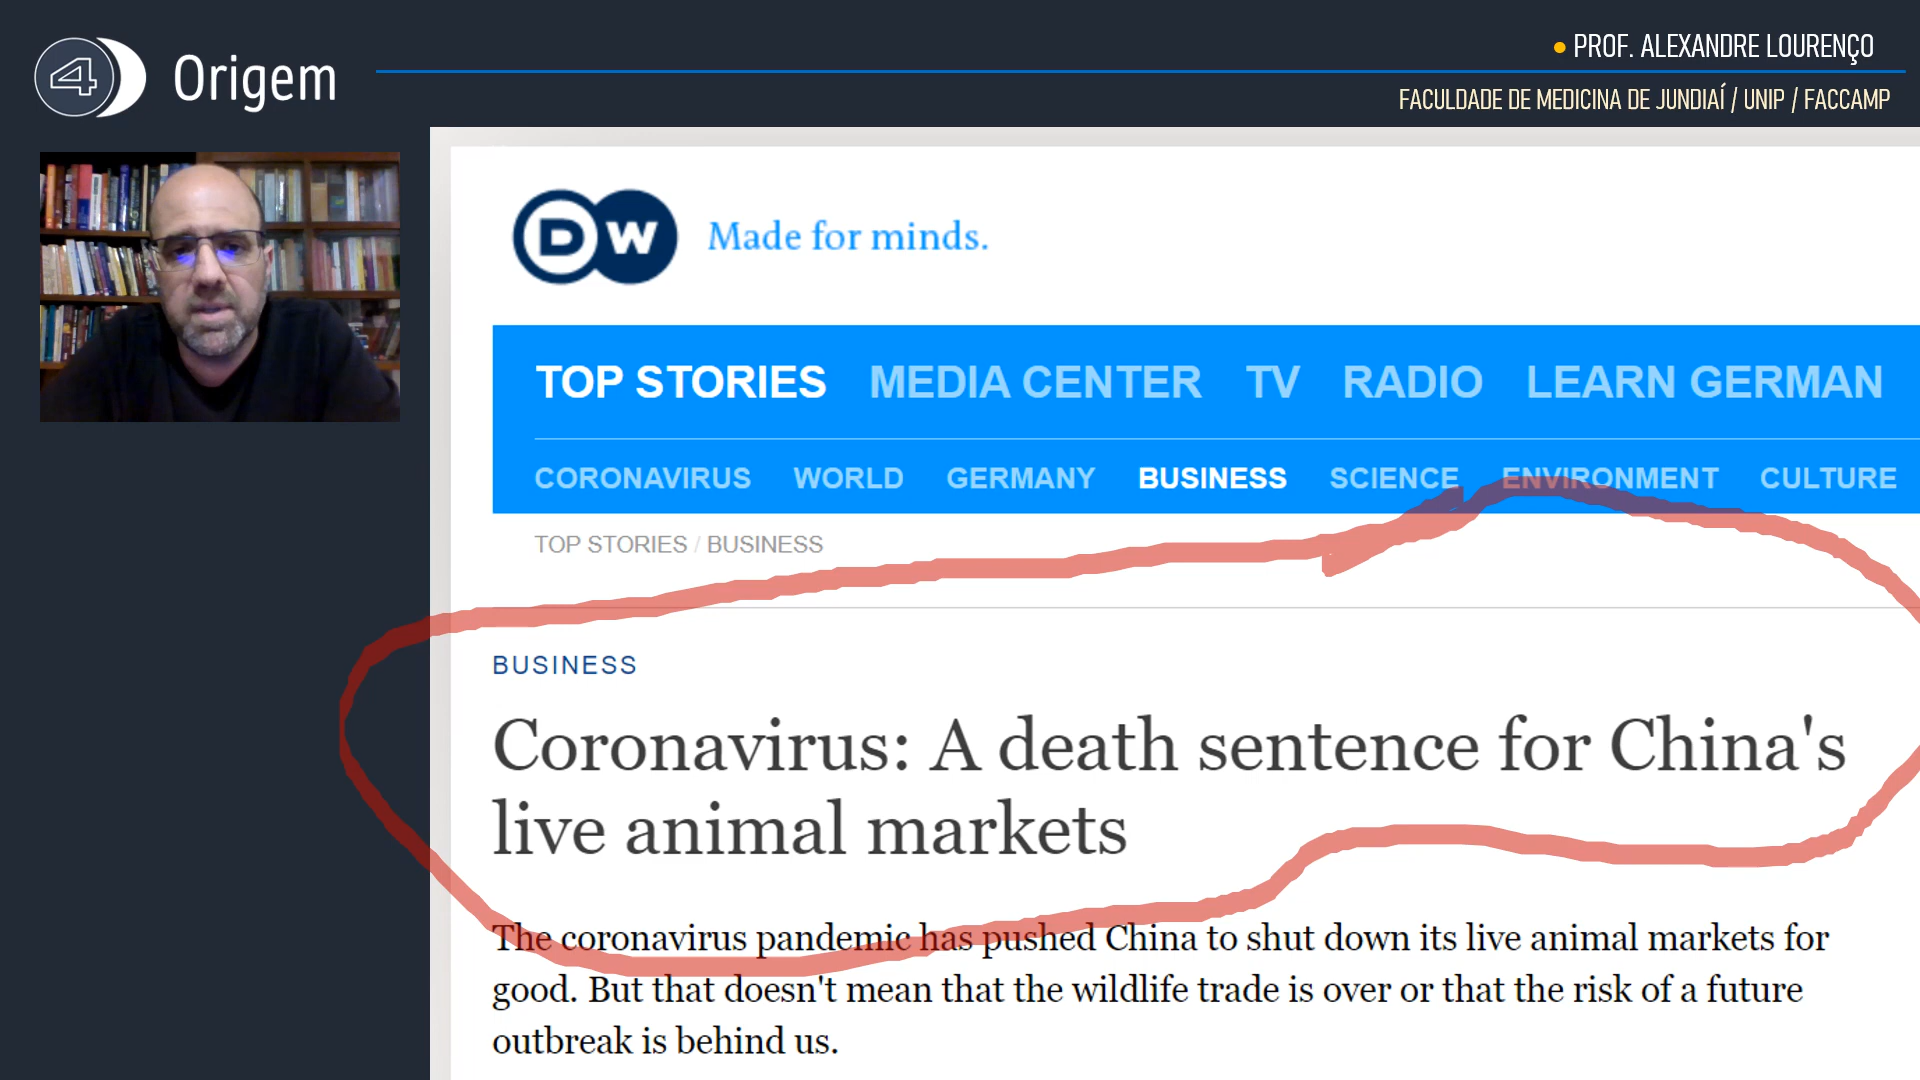 4 Origem
• PROF. ALEXANDRE LOURENÇO
FACULDADE DE MEDICINA DE JUNDIAÍ / UNIP / FACCAMP
DW Made for minds.
TOP STORIES MEDIA CENTER TV RADIO LEARN GERMAN
CORONAVIRUS WORLD GERMANY BUSINESS SCIENCE ENVIRONMENT CULTURE
TOP STORIES / BUSINESS
BUSINESS
Coronavirus: A death sentence for China's
live animal markets
The coronavirus pandemic has pushed China to shut down its live animal markets for
good. But that doesn't mean that the wildlife trade is over or that the risk of a future
outbreak is behind us.